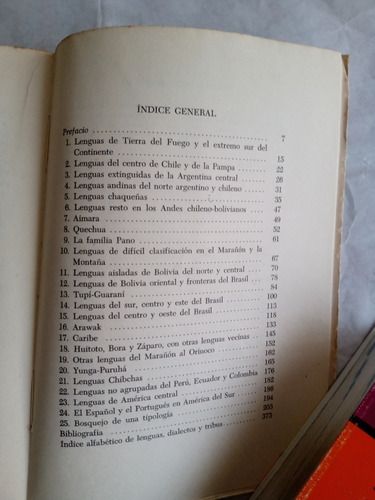 ÍNDICE GENERAL
Prefacio 7
1. Lenguas de Tierra del Fuego y el extremo sur del
Continente 15
2. Lenguas del centro de Chile y de la Pampa 22
3. Lenguas extinguidas de la Argentina central 26
4. Lenguas andinas del norte argentino y chileno 31
5. Lenguas chaqueñas 35
6. Lenguas resto en los Andes chileno-bolivianos 47
7. Aimara 49
8. Quechua 52
9. La familia Pano 61
10. Lenguas de difícil clasificación en el Marañón y la
Montaña 67
11. Lenguas aisladas de Bolivia del norte y central 70
12. Lenguas de Bolivia oriental y fronteras del Brasil 78
13. Tupí-Guaraní 84
14. Lenguas del sur, centro y este del Brasil 100
15. Lenguas del centro y oeste del Brasil 113
16. Arawak 118
17. Caribe 133
18. Huitoto, Bora y Záparo, con otras lenguas vecinas 145
19. Otras lenguas del Marañón al Orinoco 152
20. Yunga-Puruhá 162
21. Lenguas Chibchas 165
22. Lenguas no agrupadas del Perú, Ecuador y Colombia 176
23. Lenguas de América central 182
24. El Español y el Portugués en América del Sur 186
25. Bosquejo de una tipología 194
Bibliografía
Indice alfabético de lenguas, dialectos y tribus 373